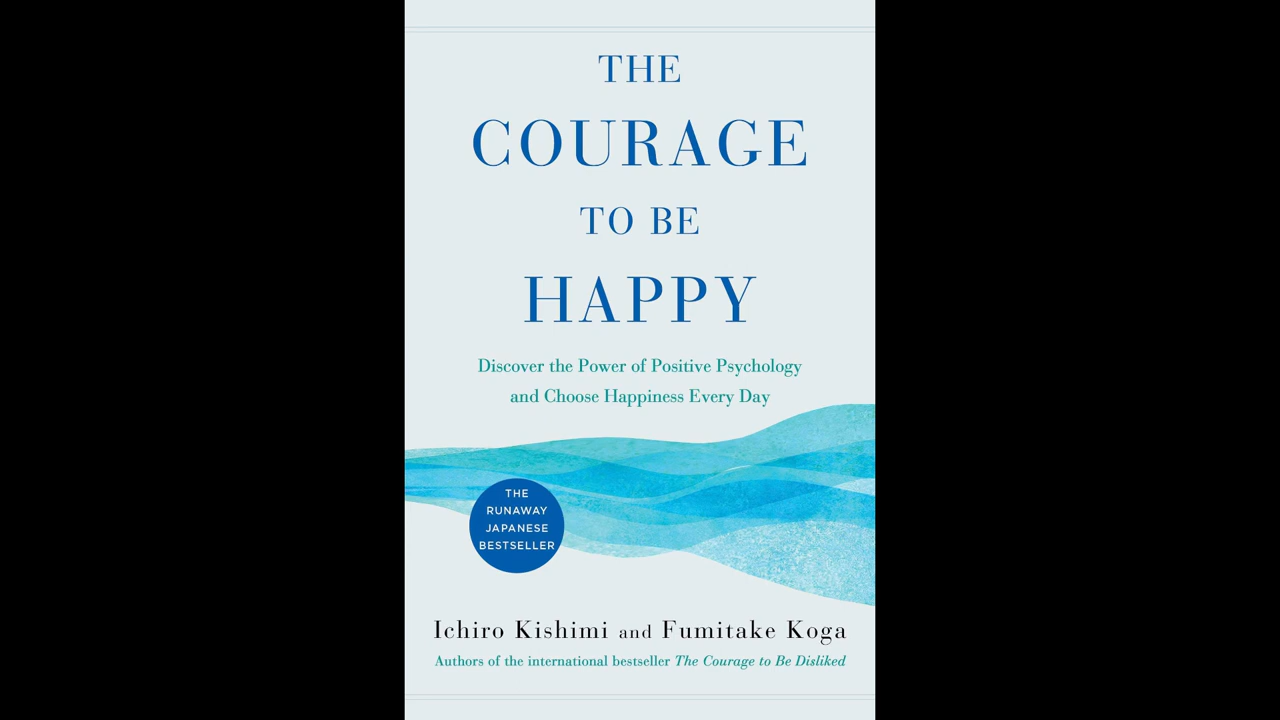 THE
COURAGE
TO BE
HAPPY
Discover the Power of Positive Psychology
and Choose Happiness Every Day
THE
RUNAWAY
JAPANESE
BESTSELLER
Ichiro Kishimi and Fumitake Koga
Authors of the international bestseller The Courage to Be Disliked